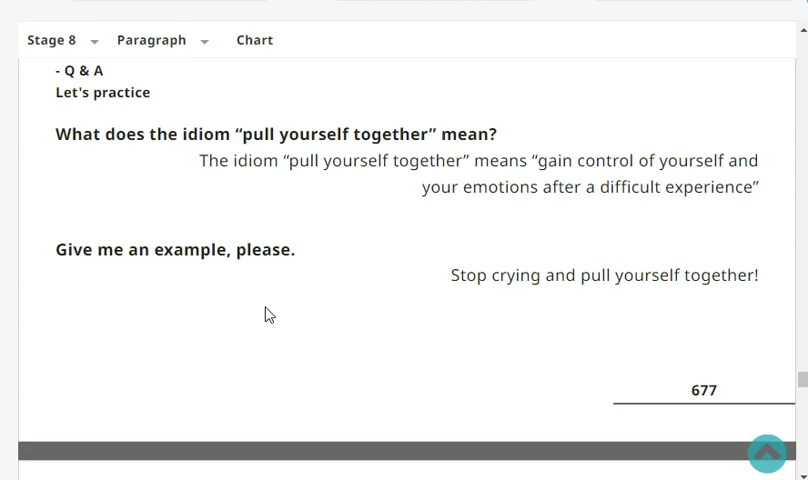 Stage 8 Paragraph Chart
- Q & A
Let's practice
What does the idiom “pull yourself together” mean?
The idiom “pull yourself together” means “gain control of yourself and
your emotions after a difficult experience”
Give me an example, please.
Stop crying and pull yourself together!
677